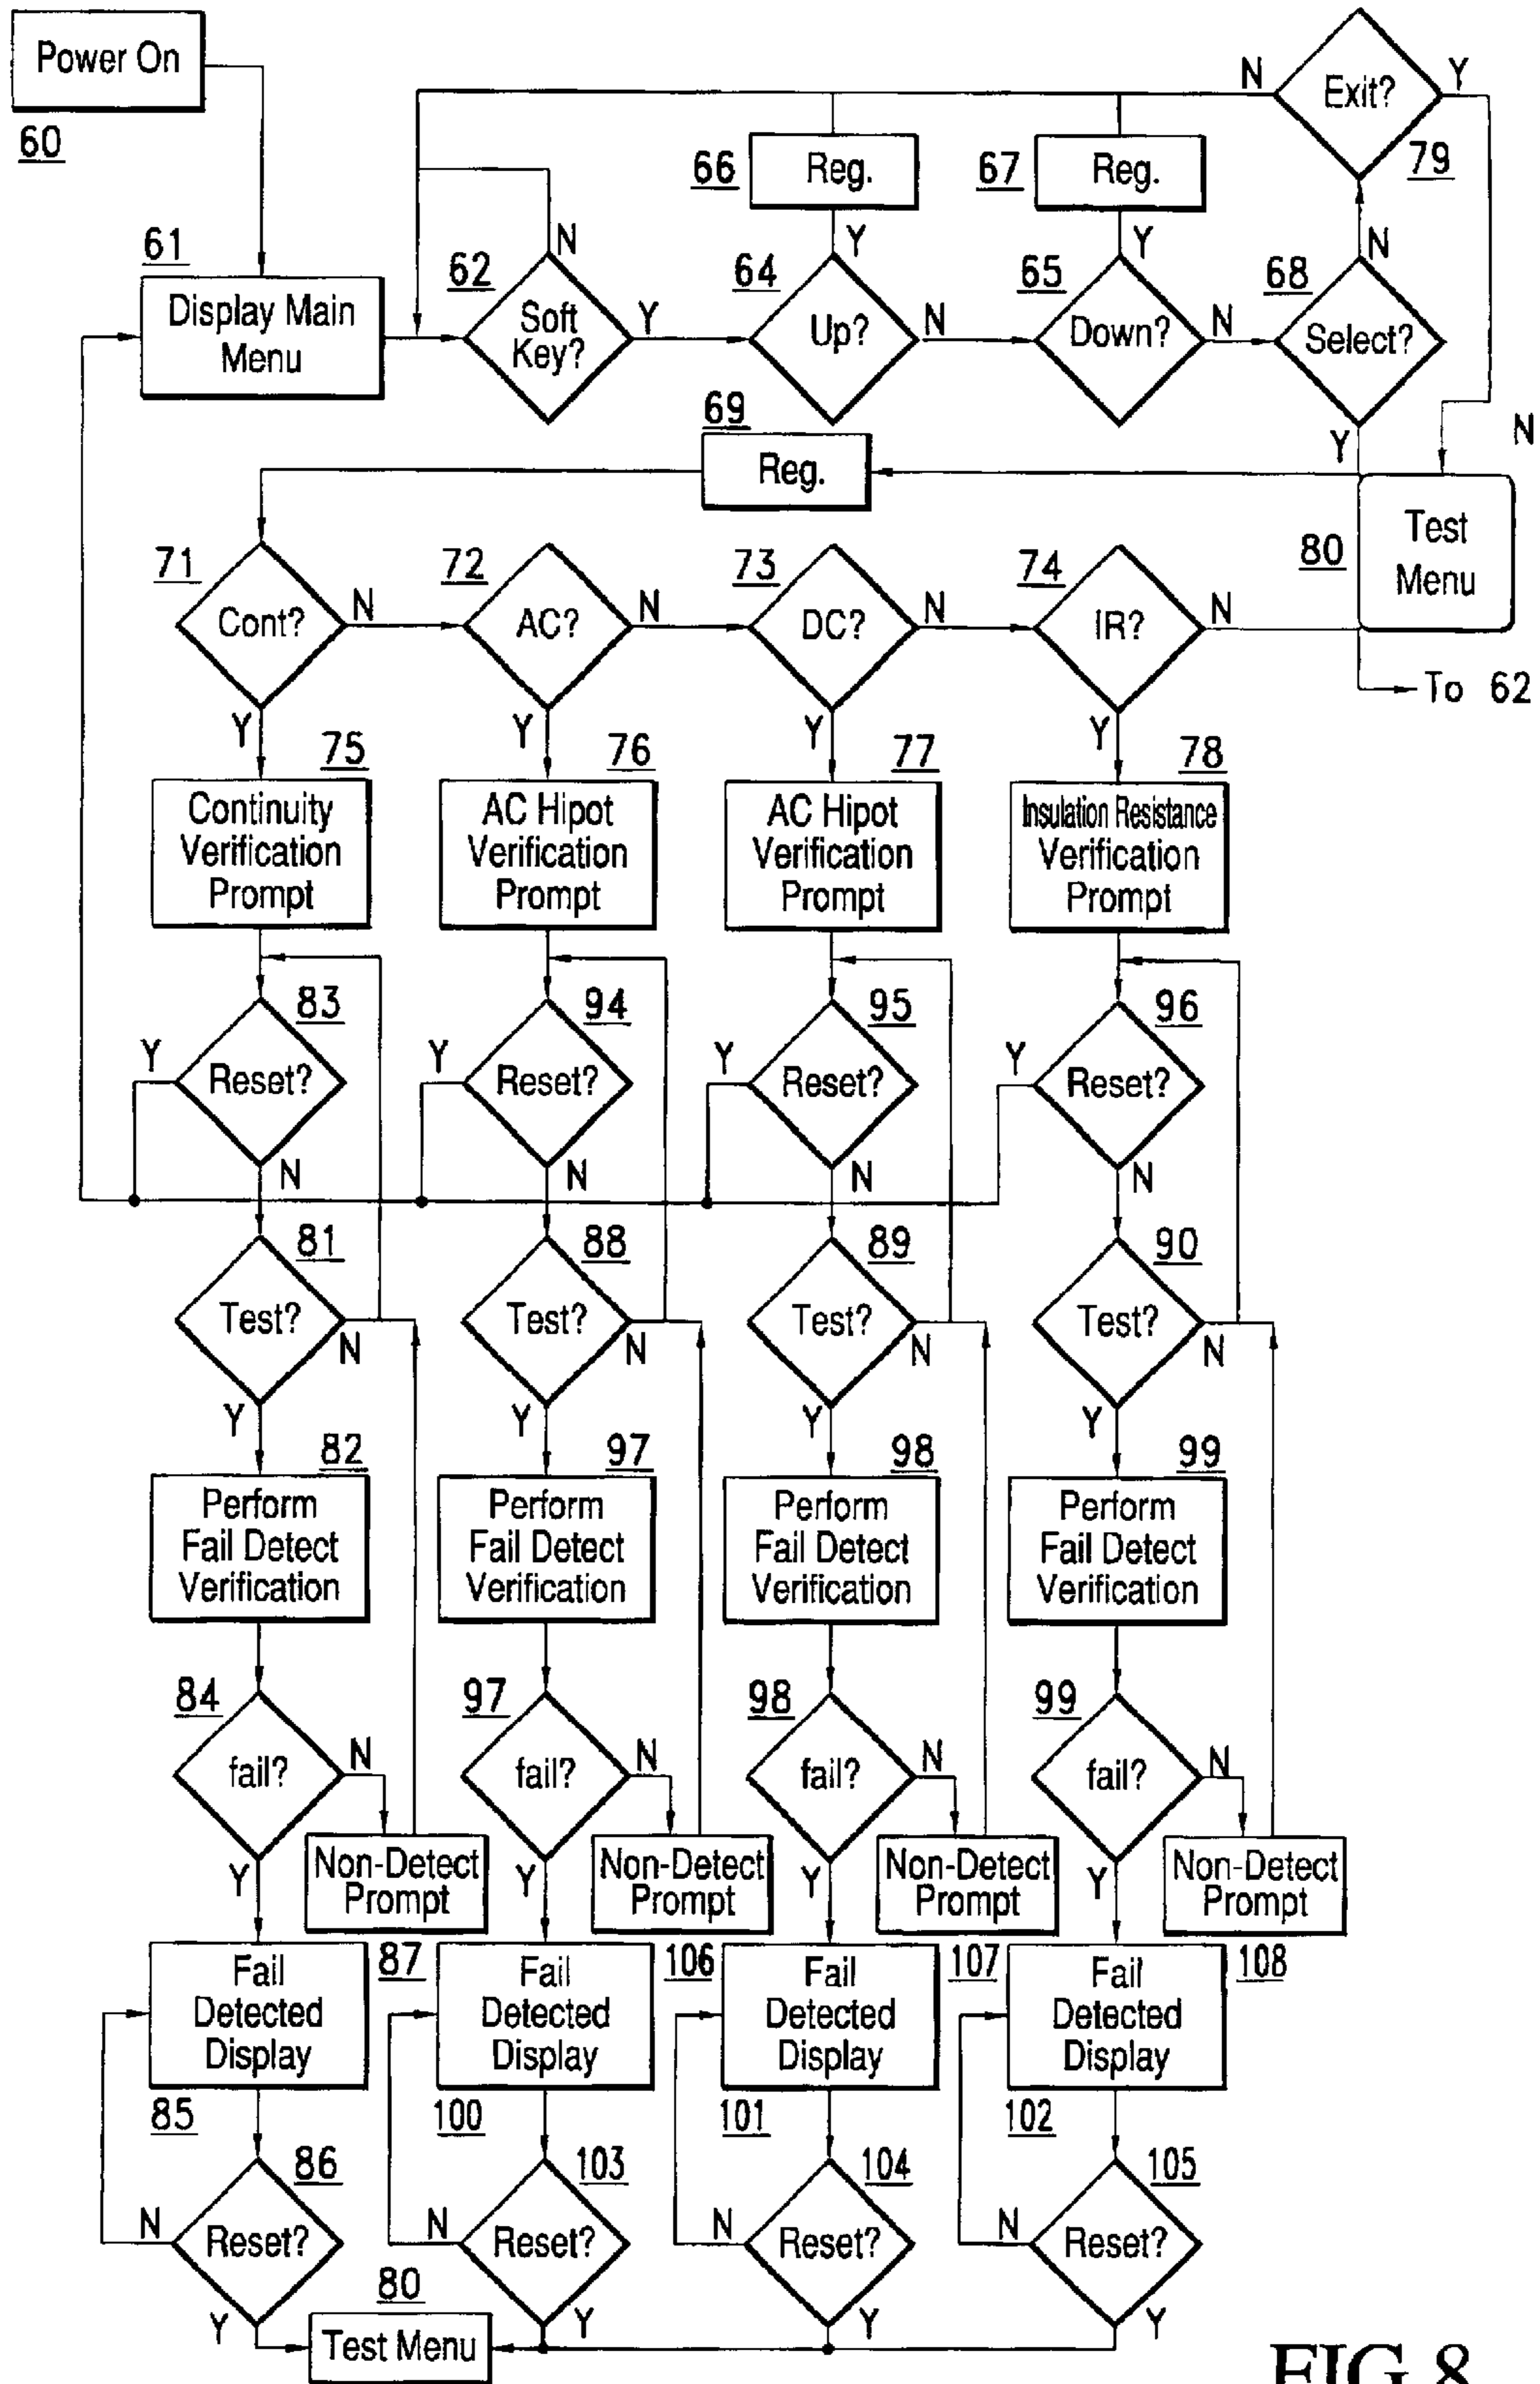 Power On
60
N
Exit?
Y
79
66
Reg.
67
Reg.
61
Display Main
Menu
62
N
Soft
Key?
Y
64
Y
Up?
N
65
Y
Down?
N
68
N
Select?
Y
N
69
Reg.
80
Test
Menu
To 62
71
Cont?
N
Y
72
AC?
N
Y
73
DC?
N
Y
74
IR?
N
Y
75
Continuity
Verification
Prompt
76
AC Hipot
Verification
Prompt
77
AC Hipot
Verification
Prompt
78
Insulation Resistance
Verification
Prompt
83
Y
Reset?
N
94
Y
Reset?
N
95
Y
Reset?
N
96
Y
Reset?
N
81
Test?
N
Y
88
Test?
N
Y
89
Test?
N
Y
90
Test?
N
Y
82
Perform
Fail Detect
Verification
97
Perform
Fail Detect
Verification
98
Perform
Fail Detect
Verification
99
Perform
Fail Detect
Verification
84
fail?
N
Y
97
fail?
N
Y
98
fail?
N
Y
99
fail?
N
Y
Non-Detect
Prompt
87
Non-Detect
Prompt
106
Non-Detect
Prompt
107
Non-Detect
Prompt
108
Fail
Detected
Display
85
Fail
Detected
Display
100
Fail
Detected
Display
101
Fail
Detected
Display
102
86
N
Reset?
Y
103
N
Reset?
Y
104
N
Reset?
Y
105
N
Reset?
Y
80
Test Menu
FIG.8